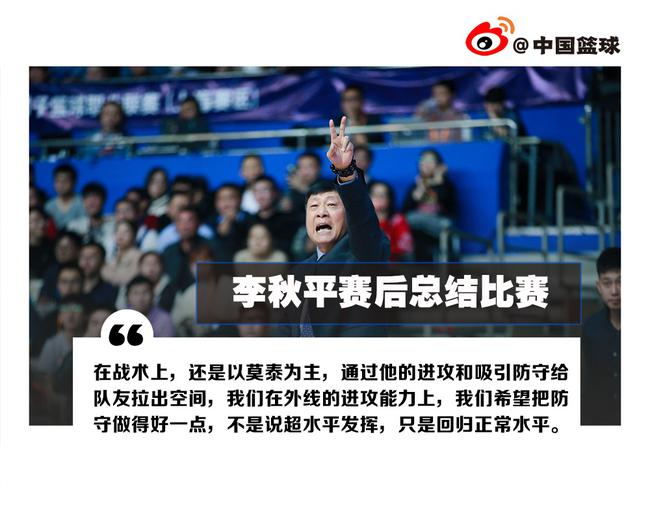 @中国篮球
李秋平赛后总结比赛
在战术上，还是以莫泰为主，通过他的进攻和吸引防守给
队友拉出空间，我们在外线的进攻能力上，我们希望把防
守做得好一点，不是说超水平发挥，只是回归正常水平。